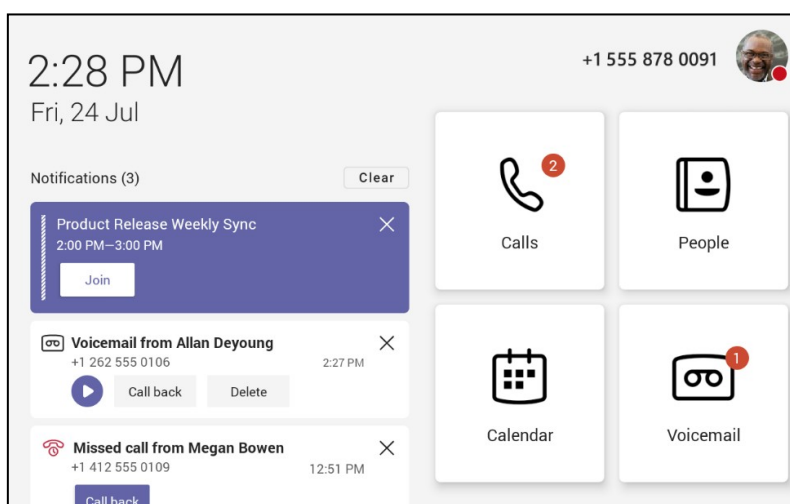 2:28 PM
Fri, 24 Jul
+1 555 878 0091
Notifications (3)
Clear
Product Release Weekly Sync
2:00 PM–3:00 PM
Join
Voicemail from Allan Deyoung
+1 262 555 0106
2:27 PM
Call back
Delete
Missed call from Megan Bowen
+1 412 555 0109
12:51 PM
Call back
2
Calls
People
Calendar
1
Voicemail